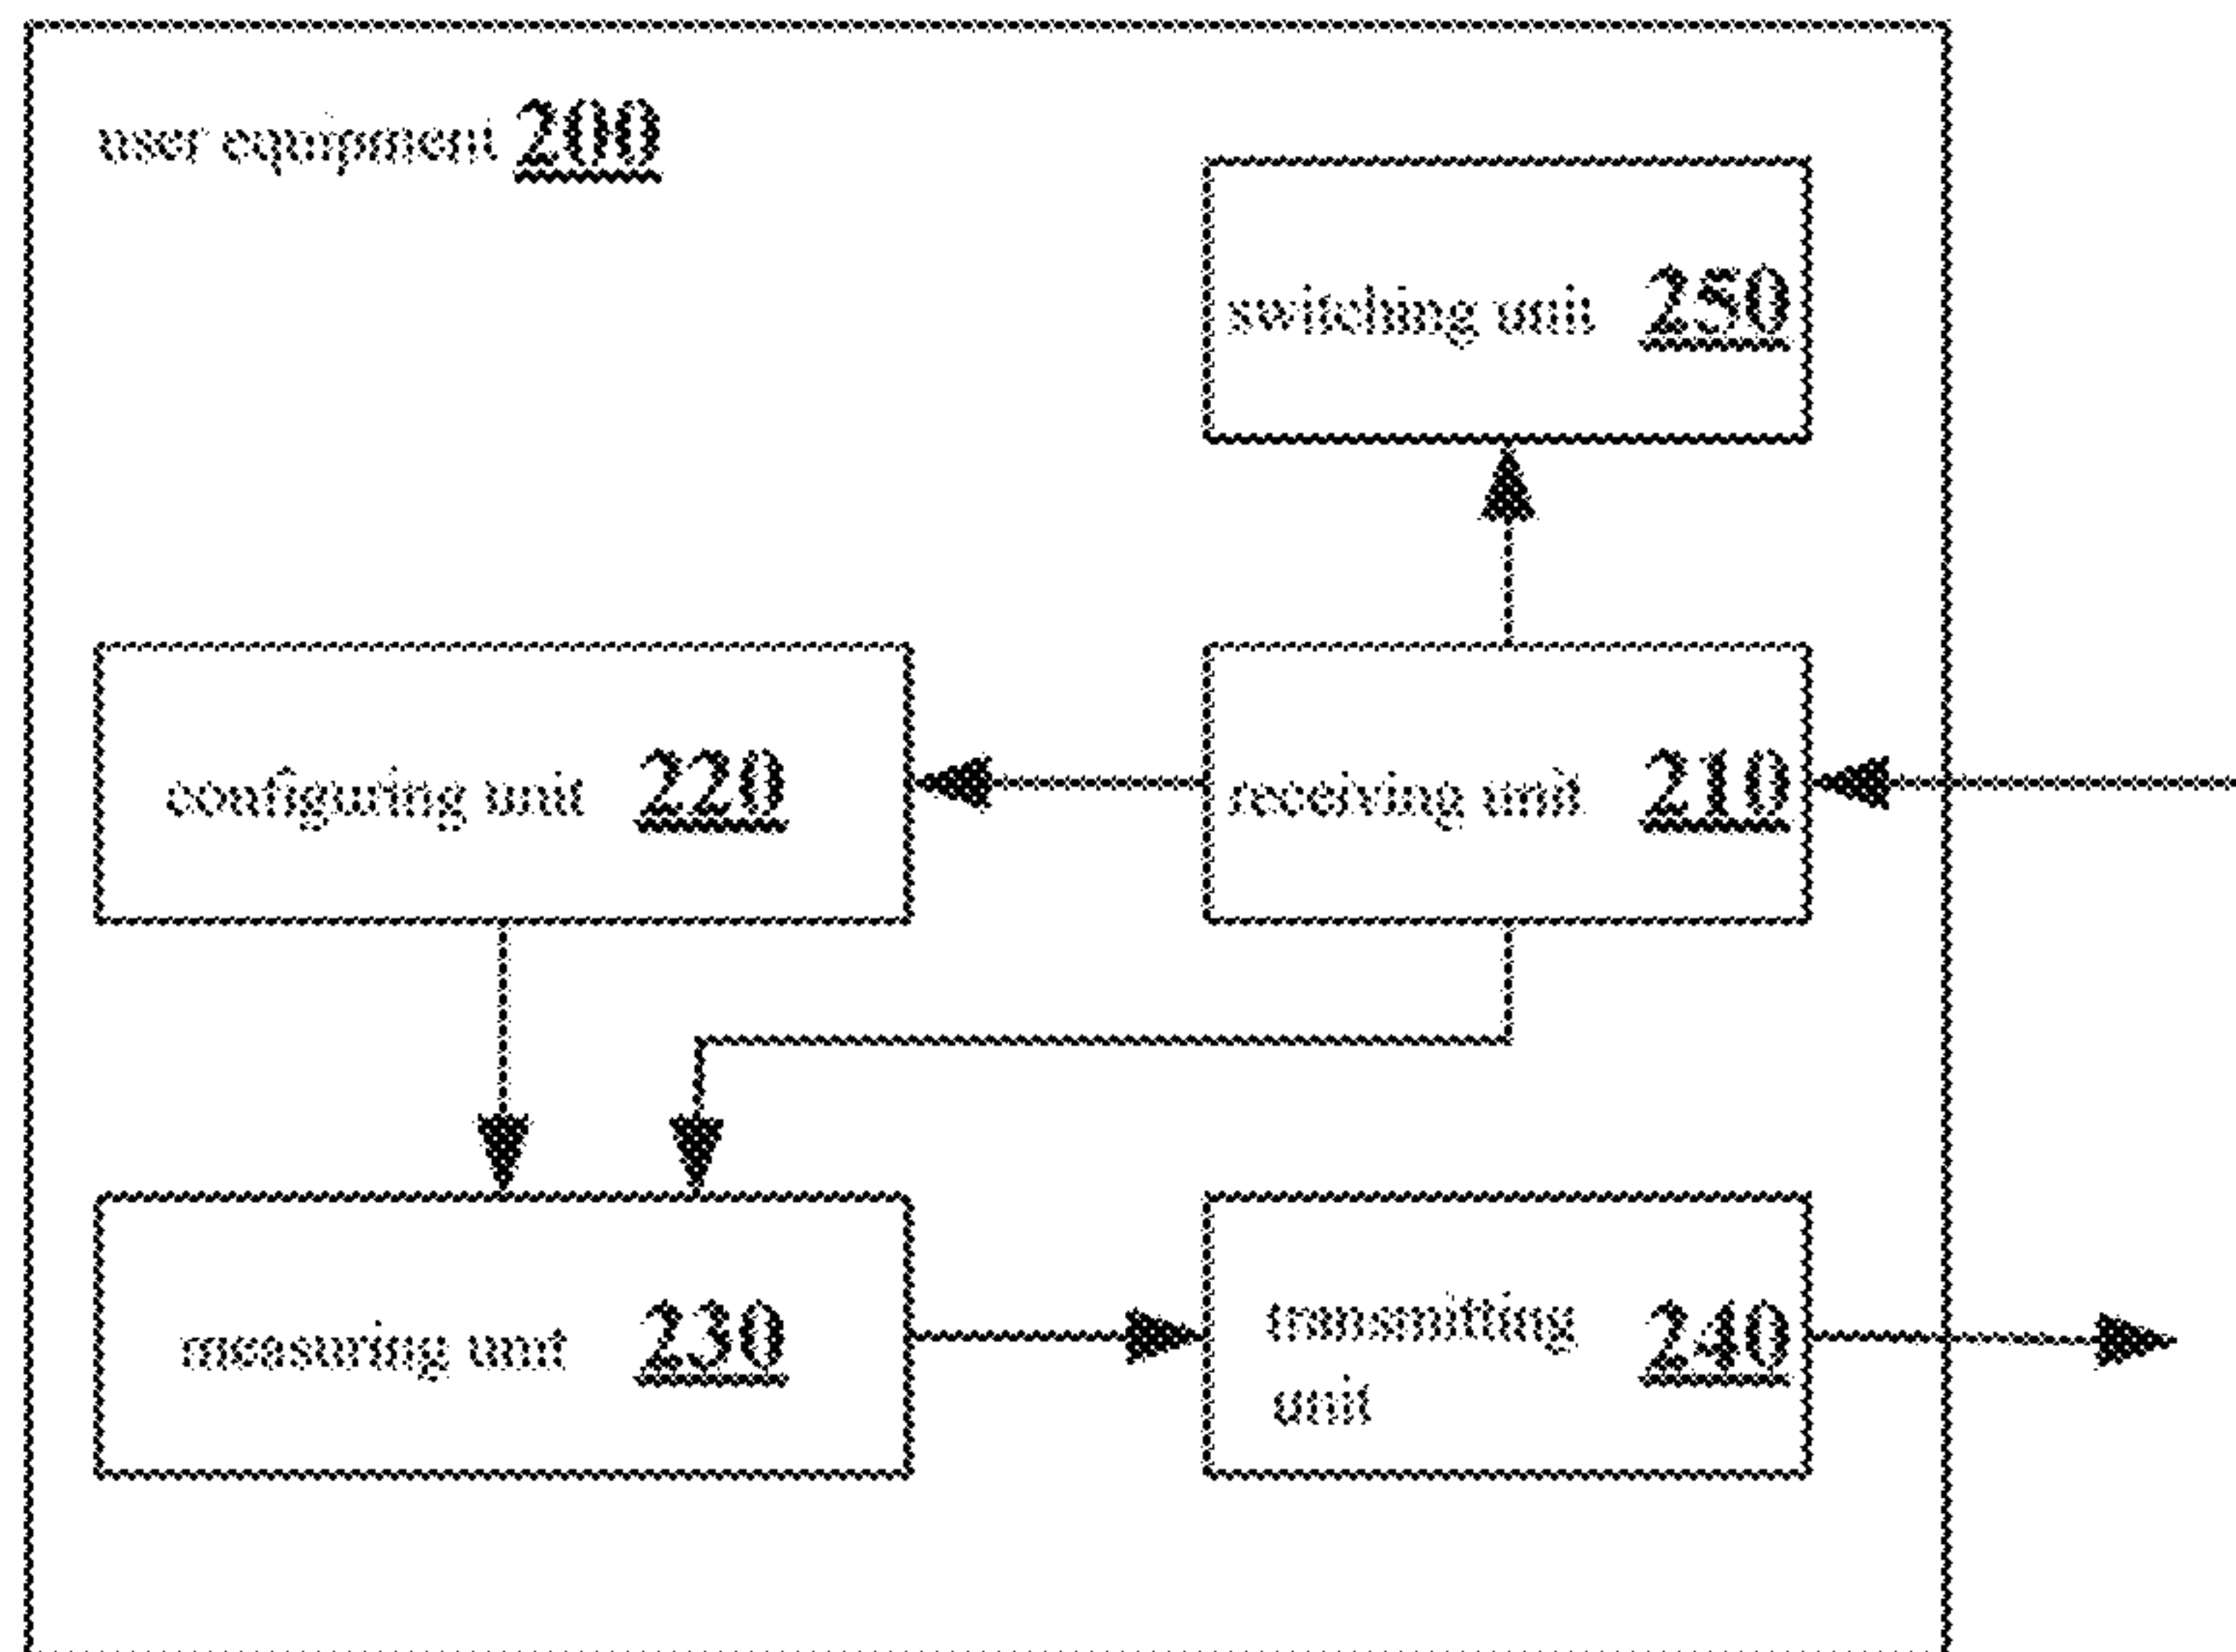 user equipment 200
switching unit 250
configuring unit 220
receiving unit 210
measuring unit 230
transmitting 240
unit